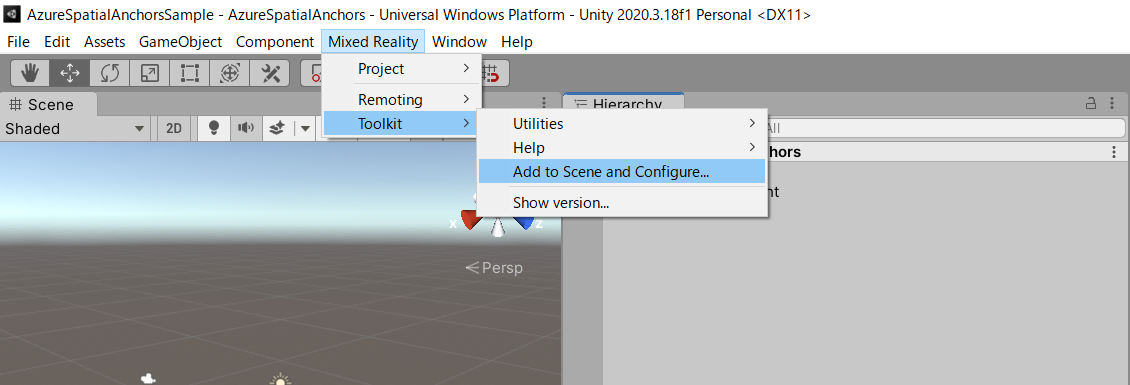 AzureSpatialAnchorsSample - AzureSpatialAnchors - Universal Windows Platform - Unity 2020.3.18f1 Personal <DX11>
File Edit Assets GameObject Component Mixed Reality Window Help
Project
Remoting
Toolkit
Scene
Hierarchy
Shaded
2D
Utilities
All
Help
hors
Add to Scene and Configure...
nt
Show version...
X
Z
Persp